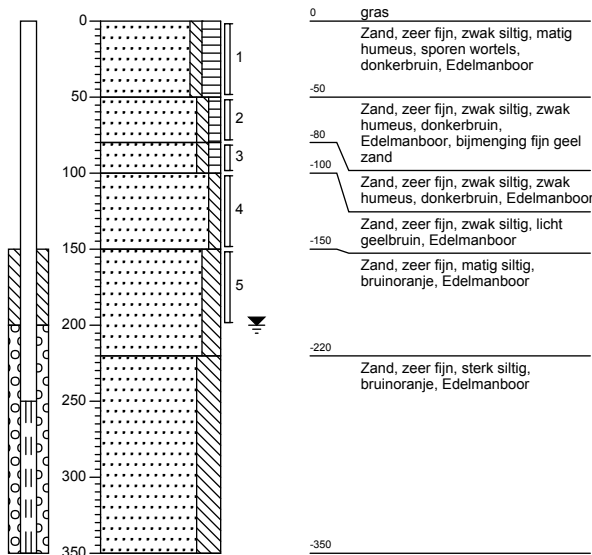 0
50
100
150
200
250
300
350
1
2
3
4
5
0
gras
Zand, zeer fijn, zwak siltig, matig
humeus, sporen wortels,
donkerbruin, Edelmanboor
-50
Zand, zeer fijn, zwak siltig, zwak
humeus, donkerbruin,
Edelmanboor, bijmenging fijn geel
zand
-80
Zand, zeer fijn, zwak siltig, zwak
humeus, donkerbruin, Edelmanboor
-100
Zand, zeer fijn, zwak siltig, licht
geelbruin, Edelmanboor
-150
Zand, zeer fijn, matig siltig,
bruinoranje, Edelmanboor
-220
Zand, zeer fijn, sterk siltig,
bruinoranje, Edelmanboor
-350